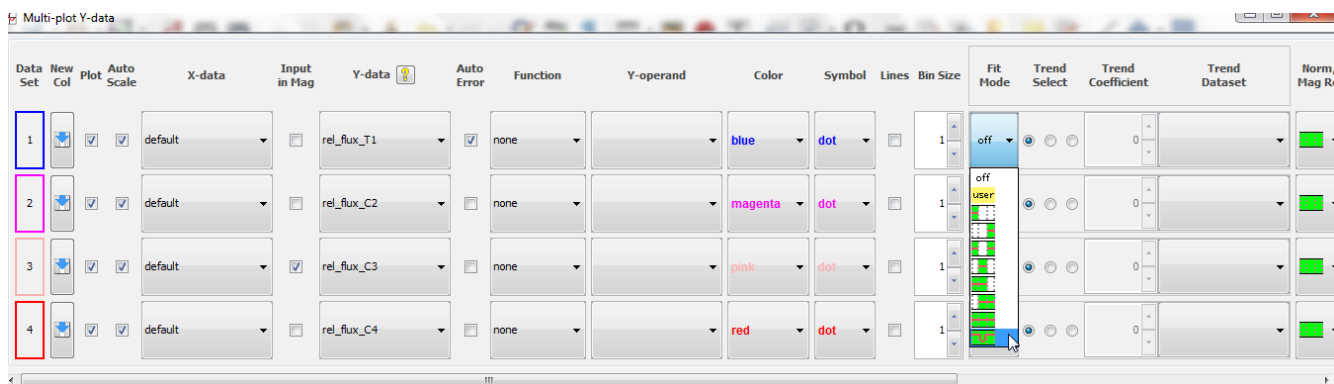 Multi-plot Y-data
Data Set New Col Plot Auto Scale X-data Input in Mag Y-data Auto Error Function Y-operand Color Symbol Lines Bin Size Fit Mode Trend Select Trend Coefficient Trend Dataset Norm, Mag
1 default rel_flux_T1 none blue dot 1 off 0
off
2 default rel_flux_C2 none magenta dot 1 user 0
3 default rel_flux_C3 none pink dot 1 0
4 default rel_flux_C4 none red dot 1 0